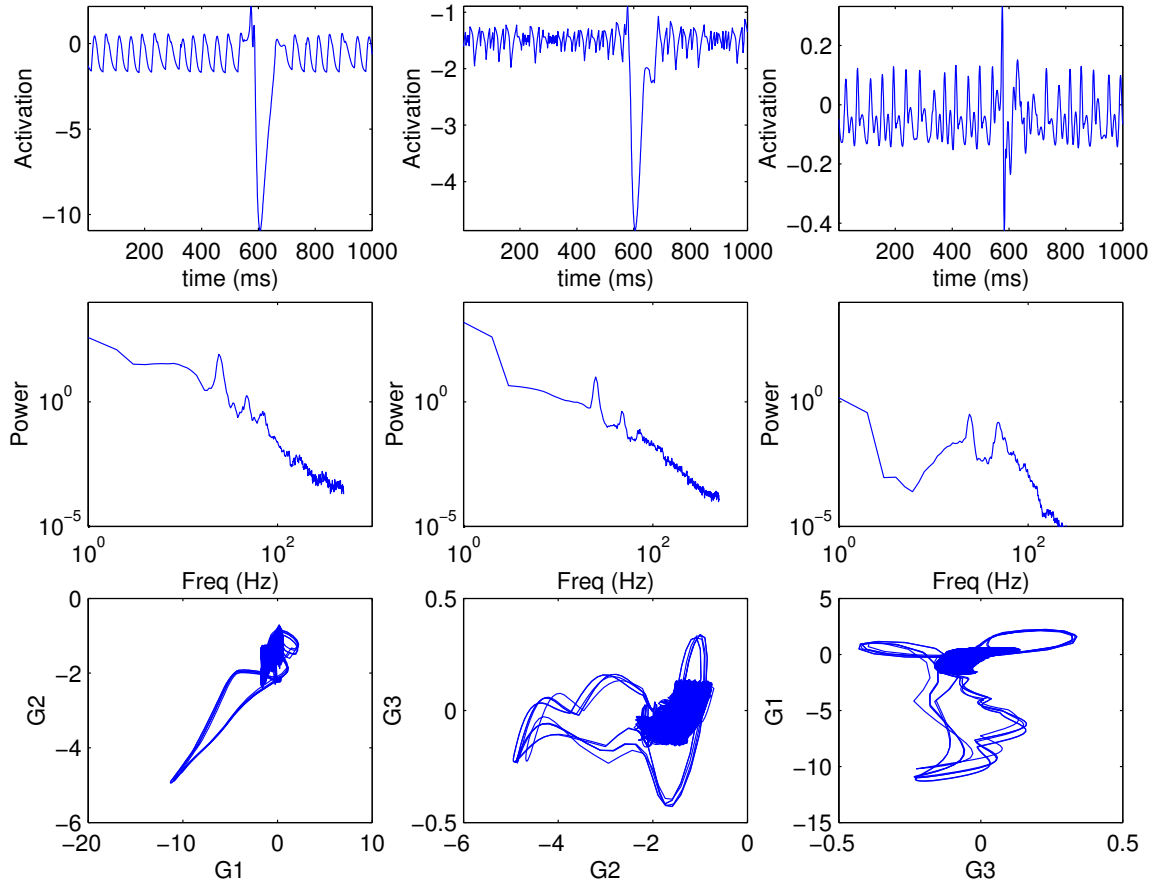 0
−5
−10
Activation
200 400 600 800 1000
time (ms)
−1
−2
−3
−4
Activation
200 400 600 800 1000
time (ms)
0.2
0
−0.2
−0.4
Activation
200 400 600 800 1000
time (ms)
10^0
10^−5
Power
10^0 10^2
Freq (Hz)
10^0
10^−5
Power
10^0 10^2
Freq (Hz)
10^0
10^−5
Power
10^0 10^2
Freq (Hz)
0
−2
−4
−6
G2
−20 −10 0 10
G1
0.5
0
−0.5
G3
−6 −4 −2 0
G2
5
0
−5
−10
−15
G1
−0.5 0 0.5
G3